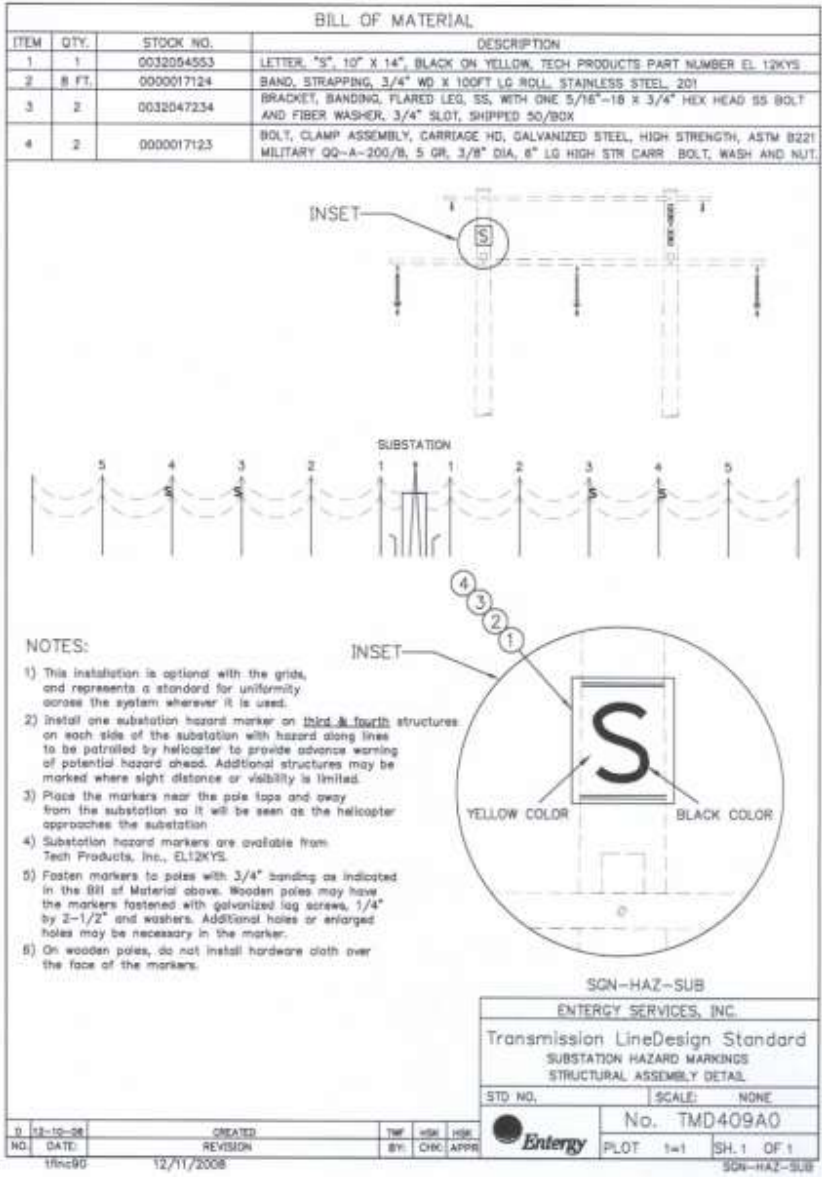 BILL OF MATERIAL
ITEM QTY. STOCK NO. DESCRIPTION
1 1 0032054553 LETTER, "S", 10" X 14", BLACK ON YELLOW, TECH PRODUCTS PART NUMBER EL 12KYS
2 8 FT. 0000017124 BAND, STRAPPING, 3/4" WD X 100FT LG ROLL, STAINLESS STEEL, 201
3 2 0032047234 BRACKET, BANDING, FLARED LEG, SS, WITH ONE 5/16"-18 X 3/4" HEX HEAD SS BOLT
AND FIBER WASHER, 3/4" SLOT, SHIPPED 50/BOX
4 2 0000017123 BOLT, CLAMP ASSEMBLY, CARRIAGE HD, GALVANIZED STEEL, HIGH STRENGTH, ASTM B221
MILITARY QQ-A-200/8, 5 GR, 3/8" DIA, 6" LG HIGH STR CARR BOLT, WASH AND NUT.
INSET
S
SUBSTATION
5 4 3 2 1 1 2 3 4 5
S S S S
4
3
2
1
INSET
S
YELLOW COLOR
BLACK COLOR
NOTES:
1) This installation is optional with the grids,
and represents a standard for uniformity
across the system wherever it is used.
2) Install one substation hazard marker on third & fourth structures
on each side of the substation with hazard along lines
to be patrolled by helicopter to provide advance warning
of potential hazard ahead. Additional structures may be
marked where sight distance or visibility is limited.
3) Place the markers near the pole tops and away
from the substation so it will be seen as the helicopter
approaches the substation
4) Substation hazard markers are available from
Tech Products, Inc., EL12KYS.
5) Fasten markers to poles with 3/4" banding as indicated
in the Bill of Material above. Wooden poles may have
the markers fastened with galvanized lag screws, 1/4"
by 2-1/2" and washers. Additional holes or enlarged
holes may be necessary in the marker.
6) On wooden poles, do not install hardware cloth over
the face of the markers.
SGN-HAZ-SUB
ENTERGY SERVICES, INC.
Transmission LineDesign Standard
SUBSTATION HAZARD MARKINGS
STRUCTURAL ASSEMBLY DETAIL
STD NO. SCALE: NONE
Entergy
No. TMD409A0
PLOT 1=1 SH. 1 OF 1
0 12-10-08 CREATED TWF HSK HSK
NO. DATE: REVISION BY: CHK: APPR
tflnc90 12/11/2008 SGN-HAZ-SUB